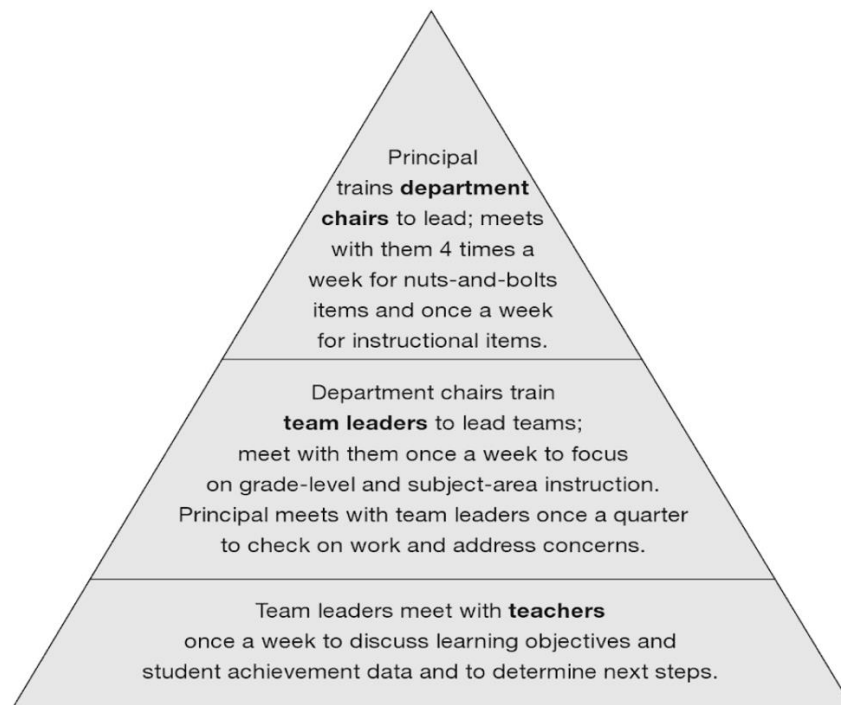 Principal
trains department
chairs to lead; meets
with them 4 times a
week for nuts-and-bolts
items and once a week
for instructional items.
Department chairs train
team leaders to lead teams;
meet with them once a week to focus
on grade-level and subject-area instruction.
Principal meets with team leaders once a quarter
to check on work and address concerns.
Team leaders meet with teachers
once a week to discuss learning objectives and
student achievement data and to determine next steps.